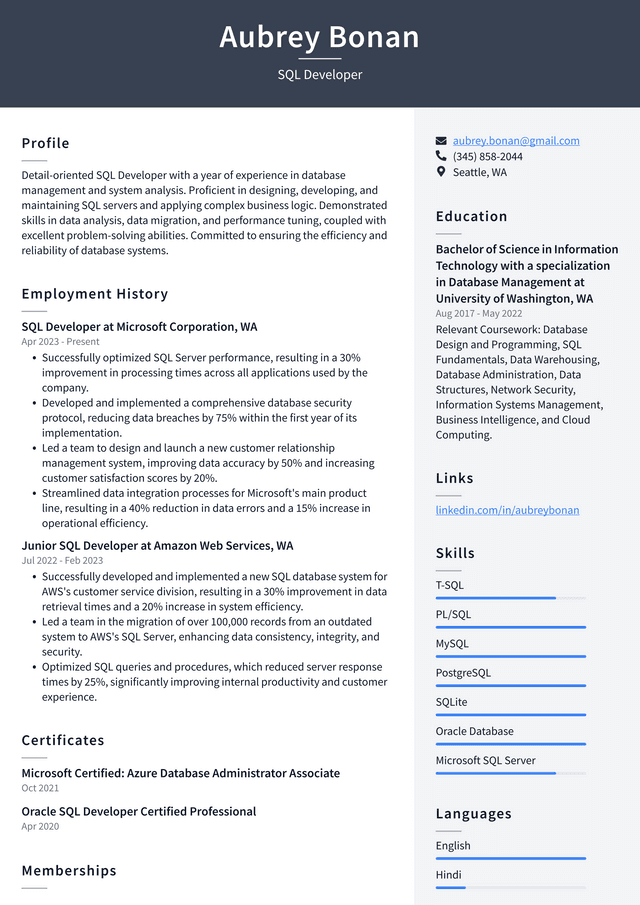 Aubrey Bonan
SQL Developer
Profile
Detail-oriented SQL Developer with a year of experience in database
management and system analysis. Proficient in designing, developing, and
maintaining SQL servers and applying complex business logic. Demonstrated
skills in data analysis, data migration, and performance tuning, coupled with
excellent problem-solving abilities. Committed to ensuring the efficiency and
reliability of database systems.
Employment History
SQL Developer at Microsoft Corporation, WA
Apr 2023 - Present
• Successfully optimized SQL Server performance, resulting in a 30%
improvement in processing times across all applications used by the
company.
• Developed and implemented a comprehensive database security
protocol, reducing data breaches by 75% within the first year of its
implementation.
• Led a team to design and launch a new customer relationship
management system, improving data accuracy by 50% and increasing
customer satisfaction scores by 20%.
• Streamlined data integration processes for Microsoft's main product
line, resulting in a 40% reduction in data errors and a 15% increase in
operational efficiency.
Junior SQL Developer at Amazon Web Services, WA
Jul 2022 - Feb 2023
• Successfully developed and implemented a new SQL database system for
AWS's customer service division, resulting in a 30% improvement in data
retrieval times and a 20% increase in system efficiency.
• Led a team in the migration of over 100,000 records from an outdated
system to AWS's SQL Server, enhancing data consistency, integrity, and
security.
• Optimized SQL queries and procedures, which reduced server response
times by 25%, significantly improving internal productivity and customer
experience.
Certificates
Microsoft Certified: Azure Database Administrator Associate
Oct 2021
Oracle SQL Developer Certified Professional
Apr 2020
Memberships
aubrey.bonan@gmail.com
(345) 858-2044
Seattle, WA
Education
Bachelor of Science in Information
Technology with a specialization
in Database Management at
University of Washington, WA
Aug 2017 - May 2022
Relevant Coursework: Database
Design and Programming, SQL
Fundamentals, Data Warehousing,
Database Administration, Data
Structures, Network Security,
Information Systems Management,
Business Intelligence, and Cloud
Computing.
Links
linkedin.com/in/aubreybonan
Skills
T-SQL
PL/SQL
MySQL
PostgreSQL
SQLite
Oracle Database
Microsoft SQL Server
Languages
English
Hindi